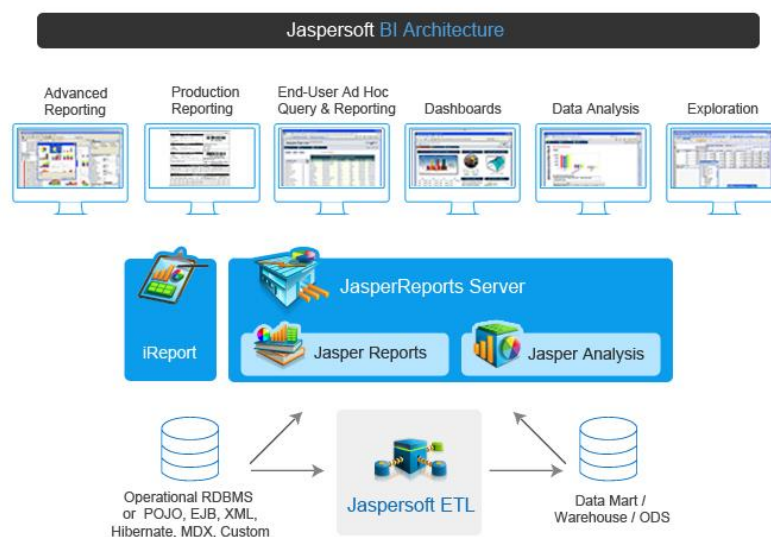 Jaspersoft BI Architecture
Advanced
Reporting
Production
Reporting
End-User Ad Hoc
Query & Reporting
Dashboards
Data Analysis
Exploration
iReport
JasperReports Server
Jasper Reports
Jasper Analysis
Operational RDBMS
or POJO, EJB, XML,
Hibernate, MDX, Custom
Jaspersoft ETL
Data Mart /
Warehouse / ODS